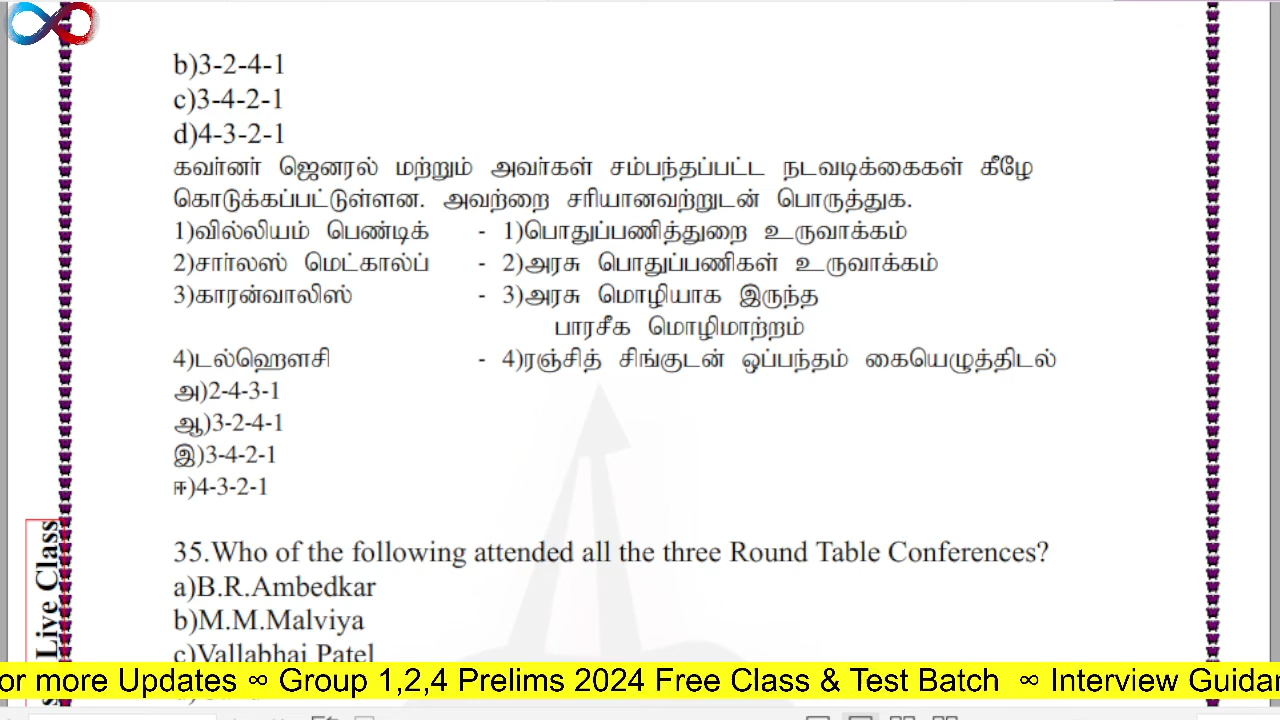 b)3-2-4-1
c)3-4-2-1
d)4-3-2-1
கவர்னர் ஜெனரல் மற்றும் அவர்கள் சம்பந்தப்பட்ட நடவடிக்கைகள் கீழே
கொடுக்கப்பட்டுள்ளன. அவற்றை சரியானவற்றுடன் பொருத்துக.
1)வில்லியம் பெண்டிக் - 1)பொதுப்பணித்துறை உருவாக்கம்
2)சார்லஸ் மெட்கால்ப் - 2)அரசு பொதுப்பணிகள் உருவாக்கம்
3)காரன்வாலிஸ் - 3)அரசு மொழியாக இருந்த
பாரசீக மொழிமாற்றம்
4)டல்ஹௌசி - 4)ரஞ்சித் சிங்குடன் ஒப்பந்தம் கையெழுத்திடல்
அ)2-4-3-1
ஆ)3-2-4-1
இ)3-4-2-1
ஈ)4-3-2-1
35.Who of the following attended all the three Round Table Conferences?
a)B.R.Ambedkar
b)M.M.Malviya
c)Vallabhai Patel
Live Class
or more Updates ∞ Group 1,2,4 Prelims 2024 Free Class & Test Batch ∞ Interview Guida